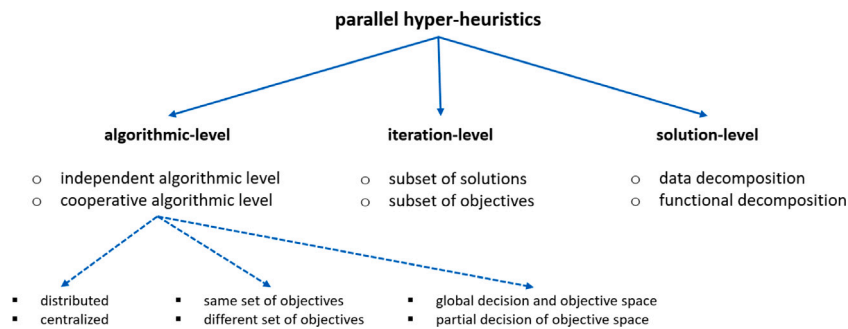 parallel hyper-heuristics
algorithmic-level
iteration-level
solution-level
independent algorithmic level
cooperative algorithmic level
subset of solutions
subset of objectives
data decomposition
functional decomposition
distributed
centralized
same set of objectives
different set of objectives
global decision and objective space
partial decision of objective space